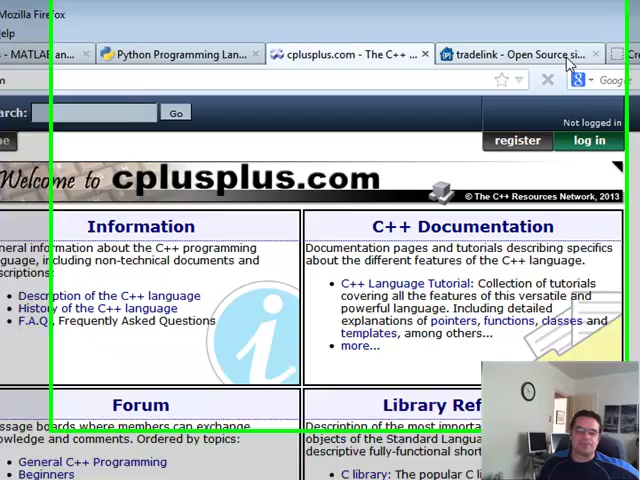 Mozilla Firefox
elp
s - MATLAB an...
Python Programming Lan...
cplusplus.com - The C++ ...
tradelink - Open Source si...
Cre
m
Google
arch:
Go
Not logged in
me
register
log in
Welcome to cplusplus.com
© The C++ Resources Network, 2013
Information
neral information about the C++ programming
guage, including non-technical documents and
scriptions:
Description of the C++ language
History of the C++ language
F.A.Q., Frequently Asked Questions
C++ Documentation
Documentation pages and tutorials describing specifics
about the different features of the C++ language.
C++ Language Tutorial: Collection of tutorials
covering all the features of this versatile and
powerful language. Including detailed
explanations of pointers, functions, classes and
templates, among others...
more...
Forum
ssage boards where members can exchange
owledge and comments. Ordered by topics:
General C++ Programming
Beginners
Library Ref
Description of the most importa
objects of the Standard Langua
descriptive fully-functional short
C library: The popular C li